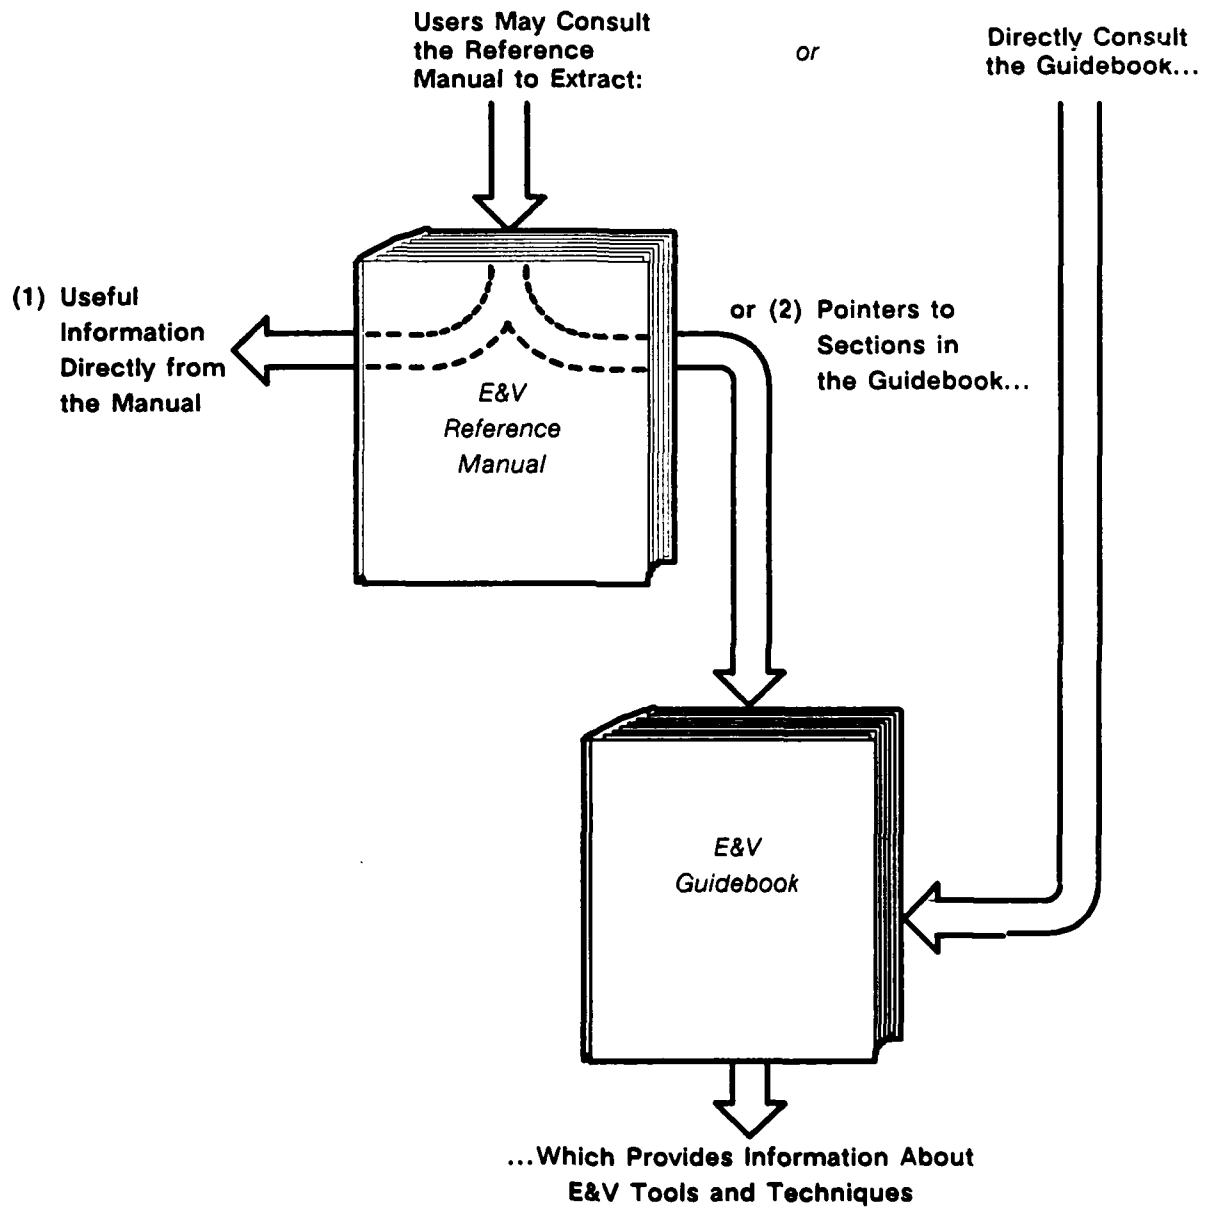 Users May Consult
the Reference
Manual to Extract:
or
Directly Consult
the Guidebook...
(1) Useful
Information
Directly from
the Manual
or (2) Pointers to
Sections in
the Guidebook...
E&V
Reference
Manual
E&V
Guidebook
...Which Provides Information About
E&V Tools and Techniques